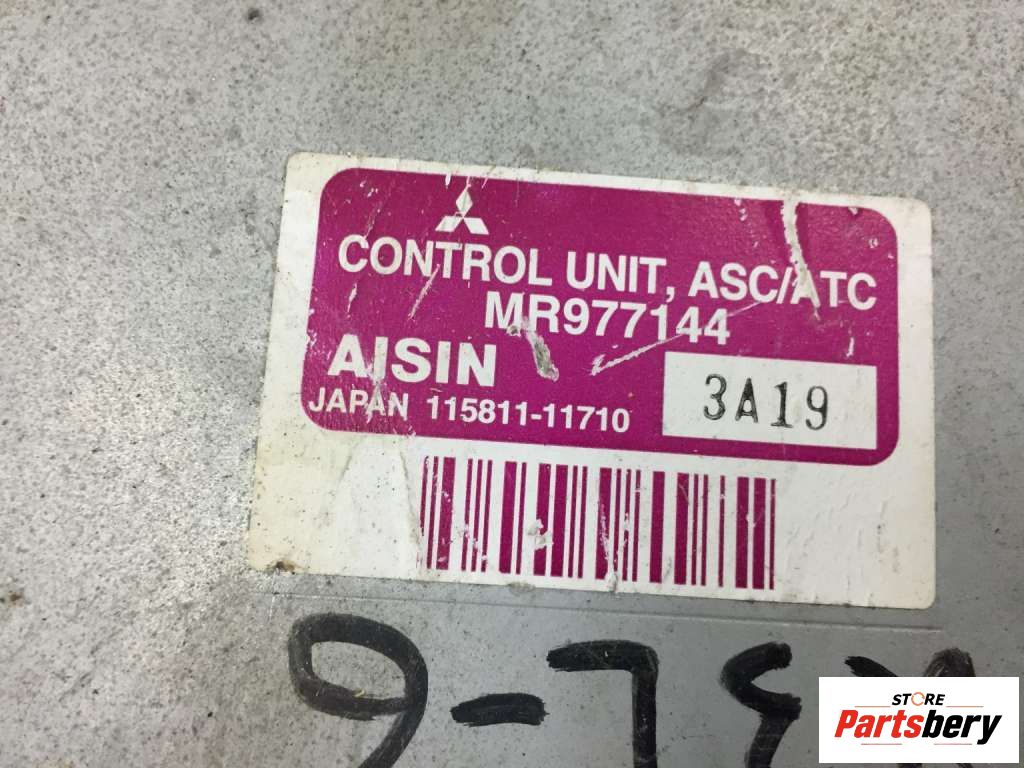 CONTROL UNIT, ASC/ATC
MR977144
AISIN
3A19
JAPAN 115811-11710
STORE
Partsbery